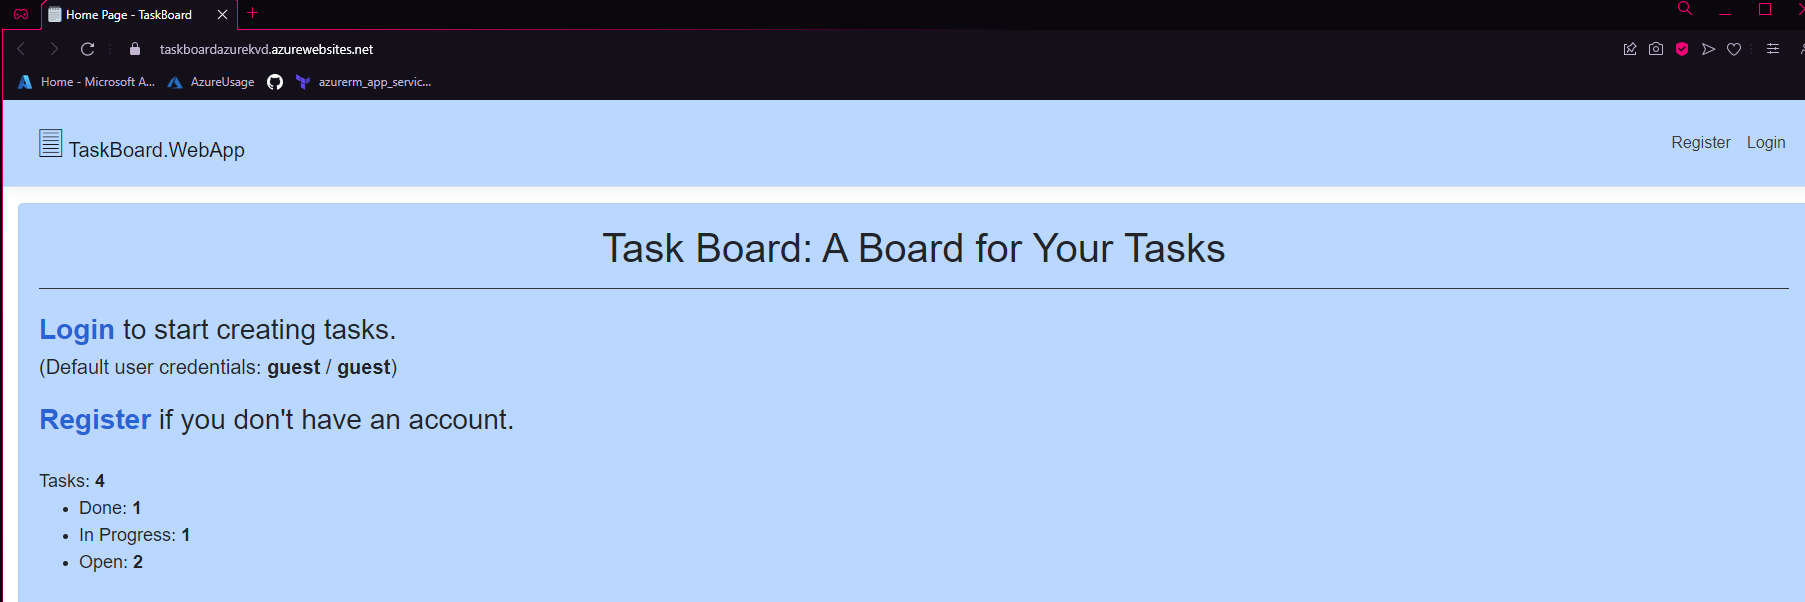 Home Page - TaskBoard
taskboardazurekvd.azurewebsites.net
Home - Microsoft A...
AzureUsage
azurerm_app_servic...
TaskBoard.WebApp
Register
Login
Task Board: A Board for Your Tasks
Login to start creating tasks.
(Default user credentials: guest / guest)
Register if you don't have an account.
Tasks: 4
• Done: 1
• In Progress: 1
• Open: 2